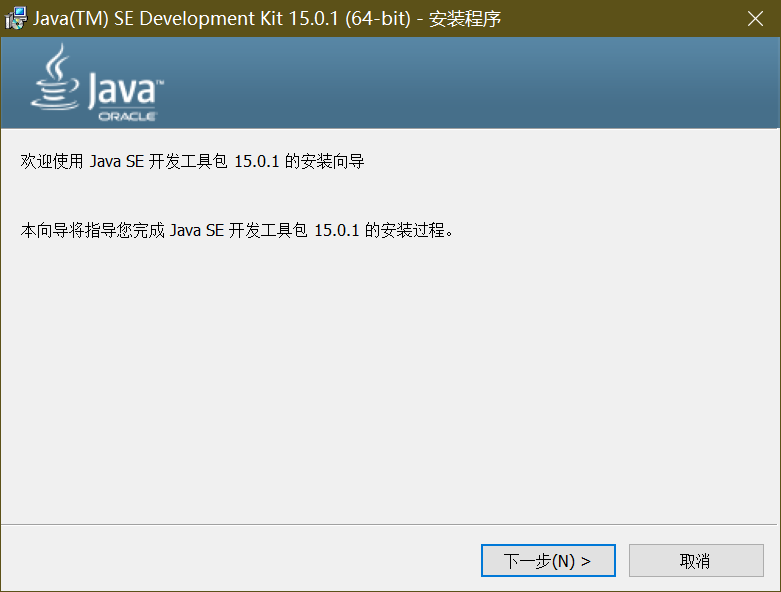 Java(TM) SE Development Kit 15.0.1 (64-bit) - 安装程序
Java™
ORACLE
欢迎使用 Java SE 开发工具包 15.0.1 的安装向导
本向导将指导您完成 Java SE 开发工具包 15.0.1 的安装过程。
下一步(N) >
取消